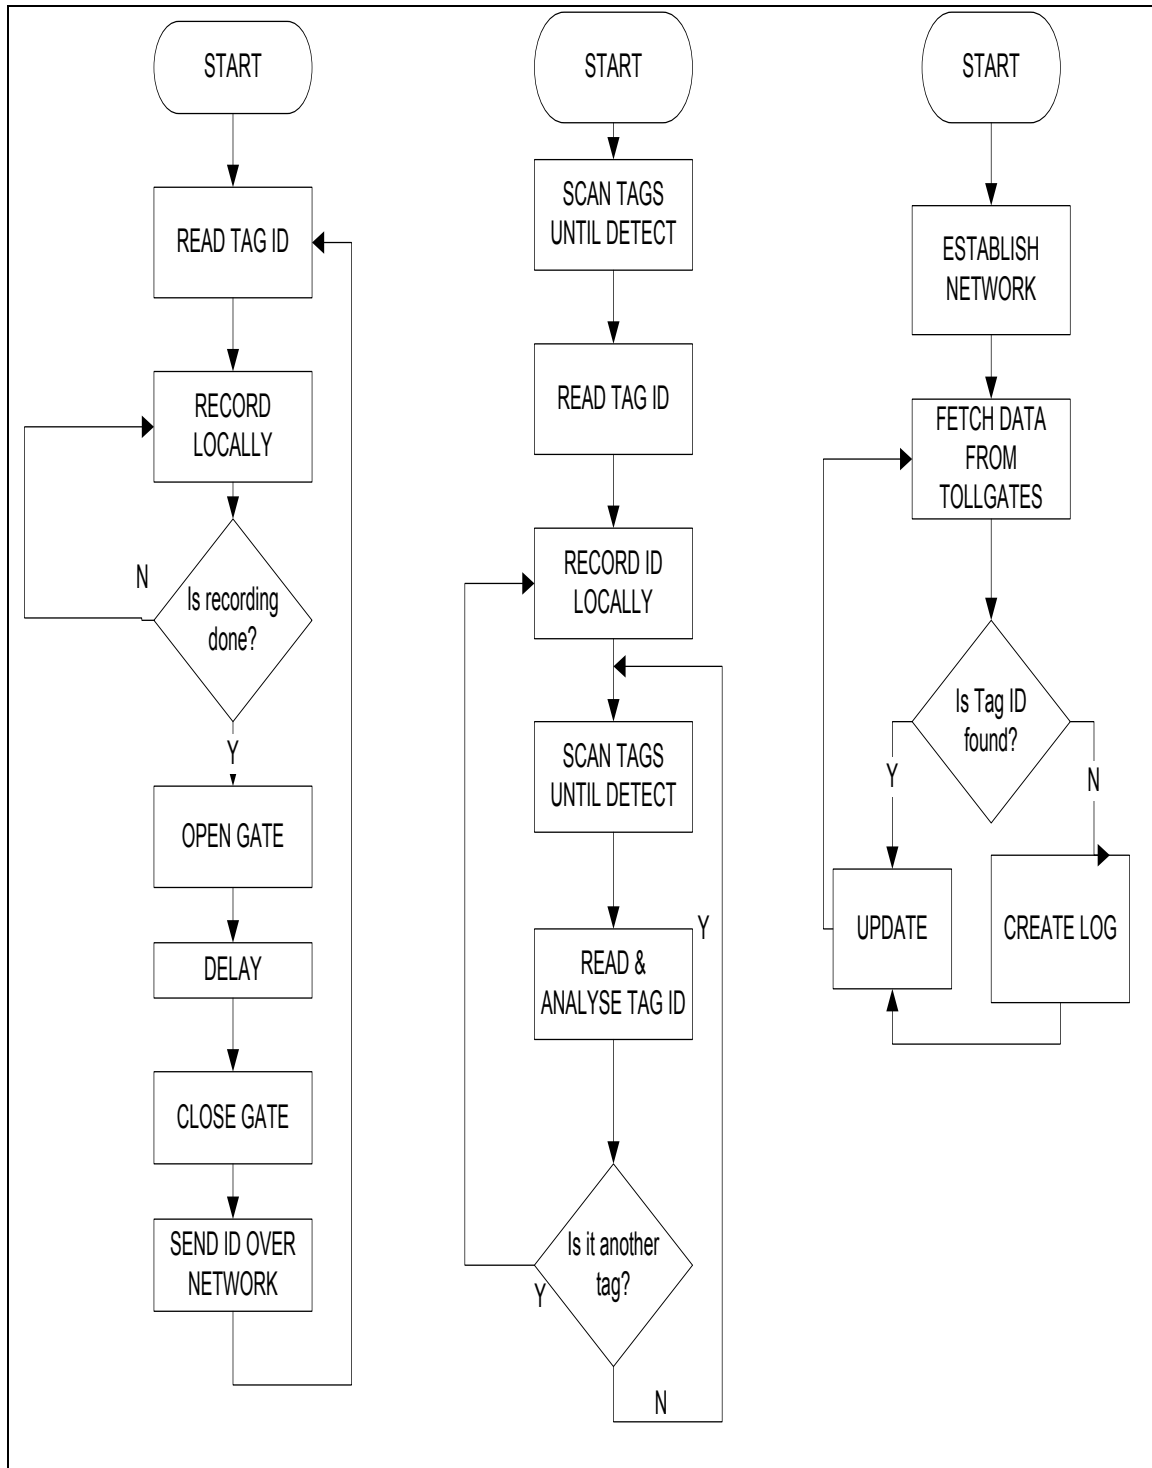 START
READ TAG ID
RECORD
LOCALLY
N
Is recording
done?
Y
OPEN GATE
DELAY
CLOSE GATE
SEND ID OVER
NETWORK
START
SCAN TAGS
UNTIL DETECT
READ TAG ID
RECORD ID
LOCALLY
SCAN TAGS
UNTIL DETECT
Y
READ &
ANALYSE TAG ID
Is it another
tag?
Y
N
START
ESTABLISH
NETWORK
FETCH DATA
FROM
TOLLGATES
Is Tag ID
found?
Y
N
UPDATE
CREATE LOG